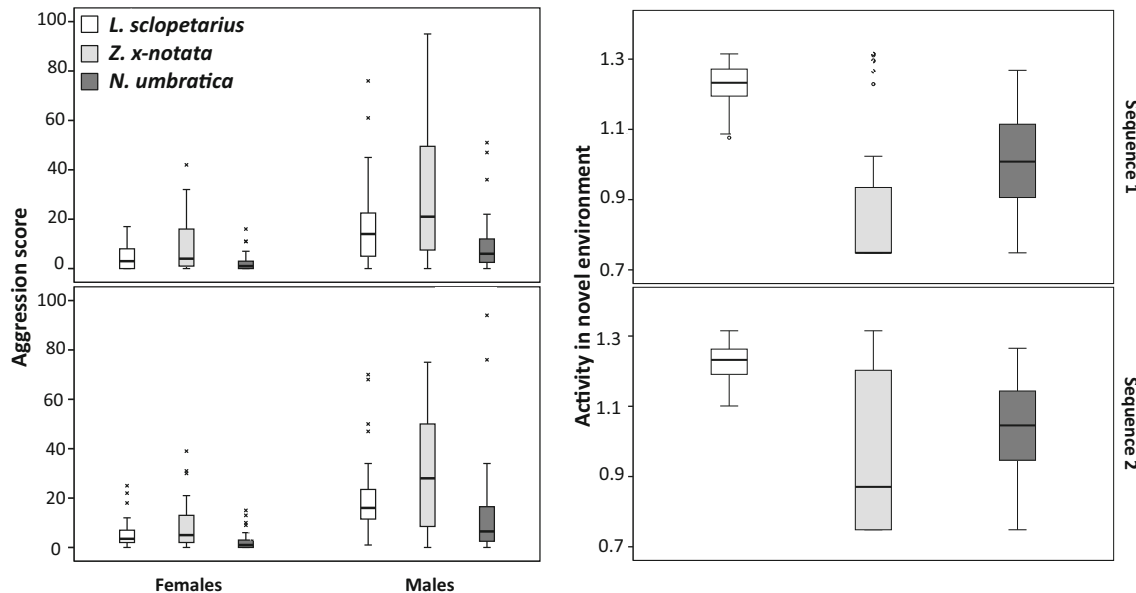 L. sclopetarius
Z. x-notata
N. umbratica
Aggression score
100
80
60
40
20
0
100
80
60
40
20
0
Females Males
Activity in novel environment
1.3
1.1
0.9
0.7
1.3
1.1
0.9
0.7
Sequence 1
Sequence 2